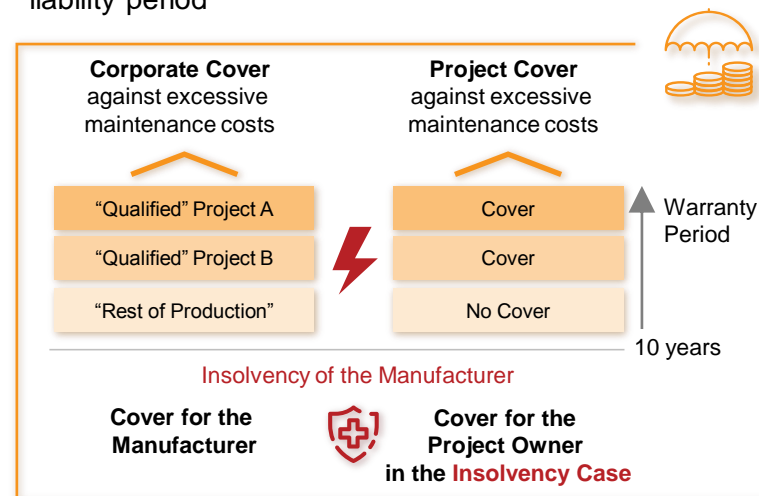 liability period
Corporate Cover
against excessive
maintenance costs
Project Cover
against excessive
maintenance costs
“Qualified” Project A
Cover
“Qualified” Project B
Cover
“Rest of Production”
No Cover
Warranty
Period
10 years
Insolvency of the Manufacturer
Cover for the
Manufacturer
Cover for the
Project Owner
in the Insolvency Case